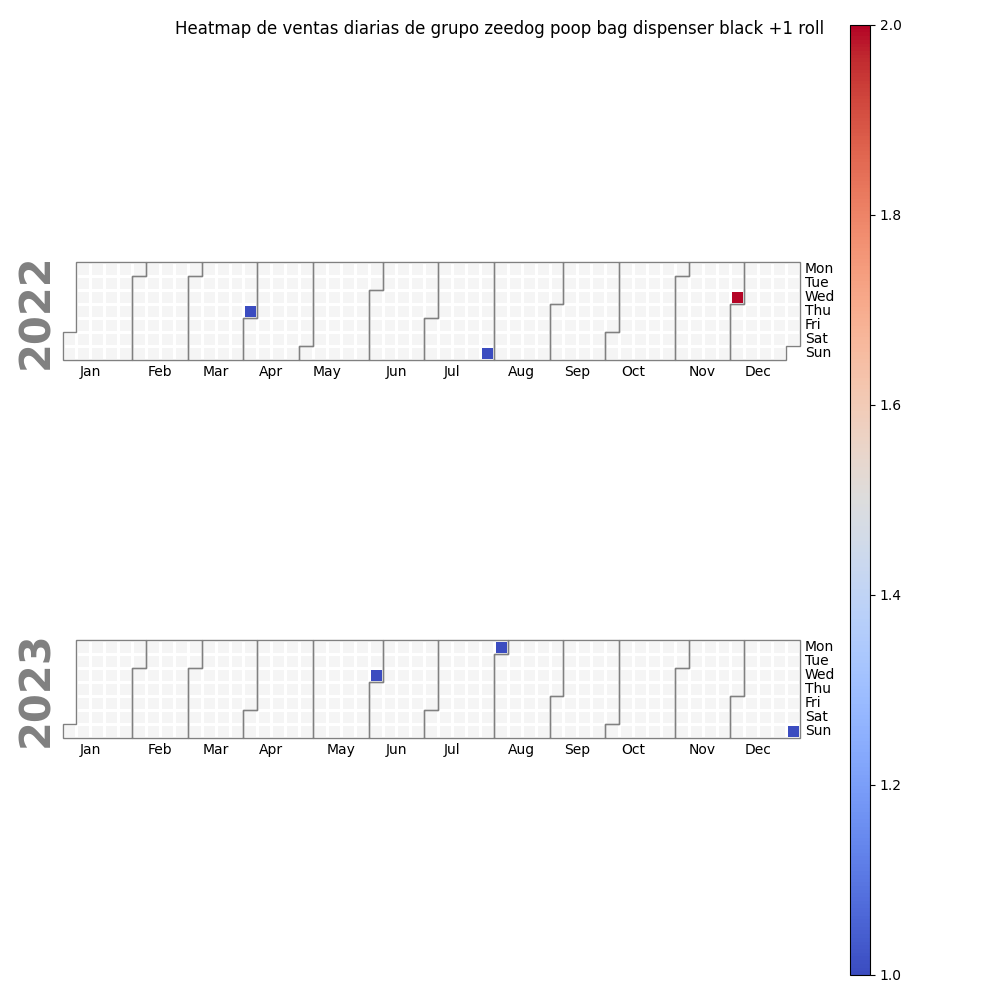 Heatmap de ventas diarias de grupo zeedog poop bag dispenser black +1 roll
2.0
1.8
1.6
1.4
1.2
1.0
2022
Mon
Tue
Wed
Thu
Fri
Sat
Sun
Jan Feb Mar Apr May Jun Jul Aug Sep Oct Nov Dec
2023
Mon
Tue
Wed
Thu
Fri
Sat
Sun
Jan Feb Mar Apr May Jun Jul Aug Sep Oct Nov Dec